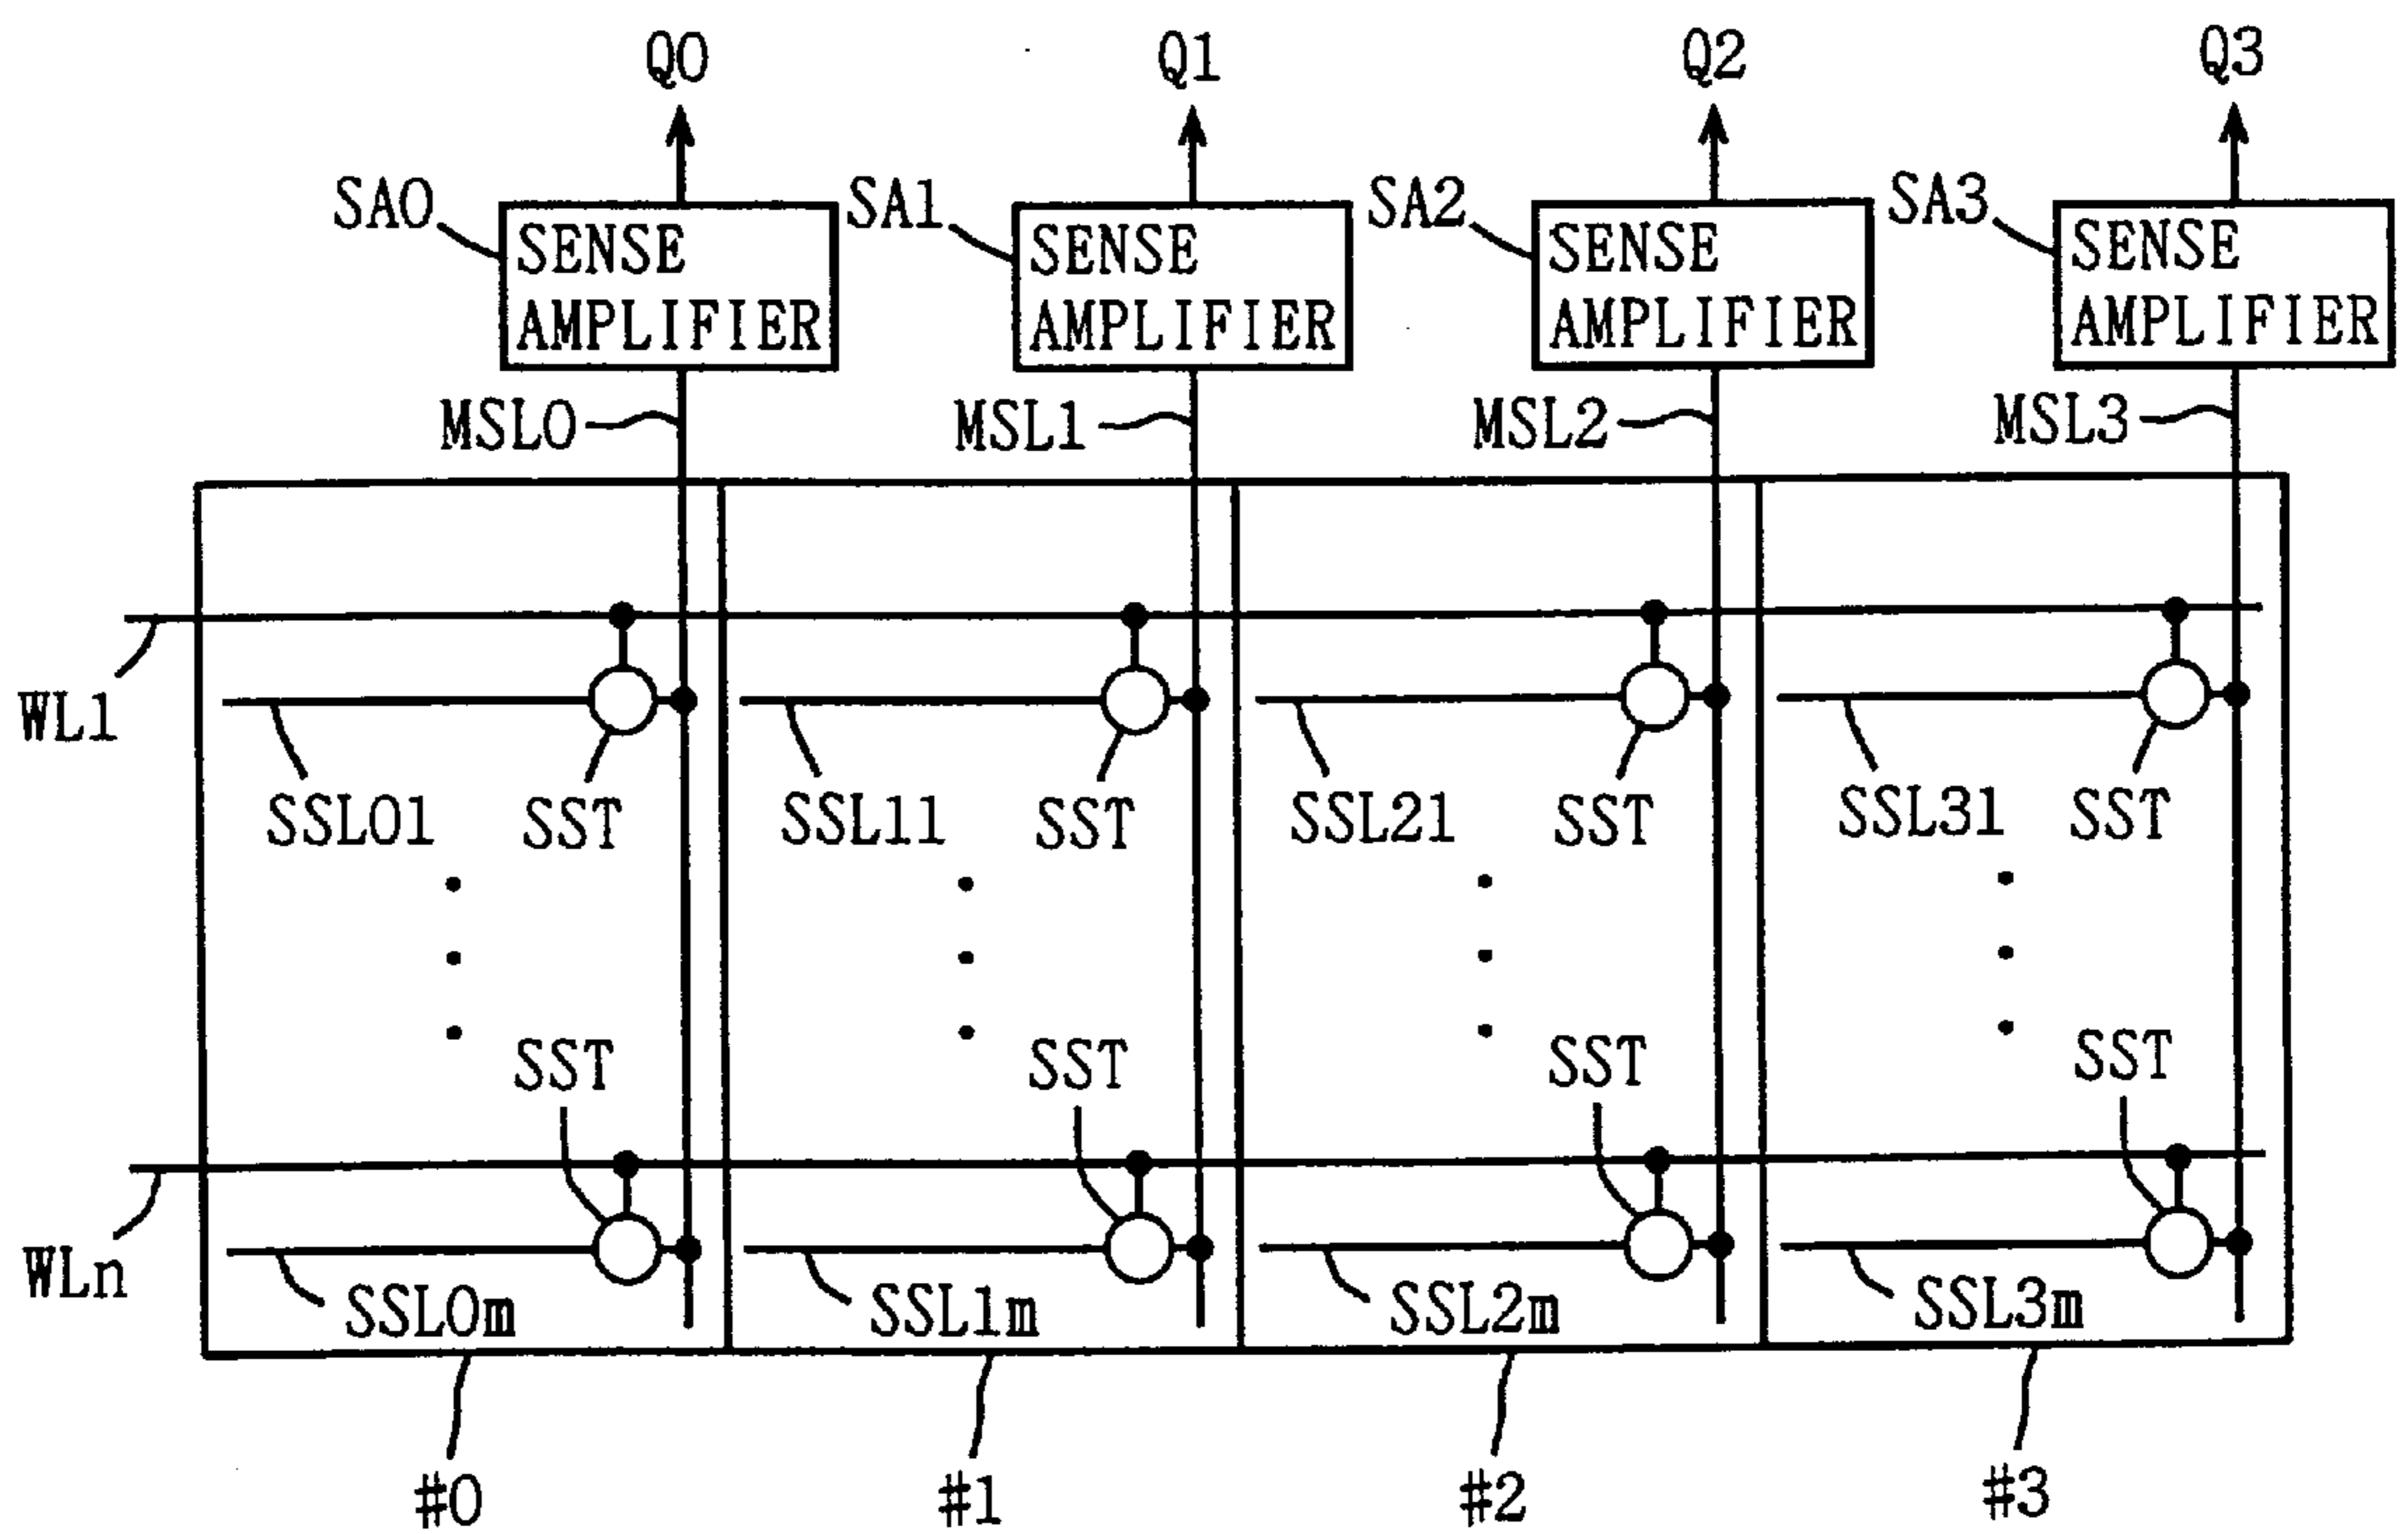 Q0 Q1 Q2 Q3
SA0 SA1 SA2 SA3
SENSE AMPLIFIER
SENSE AMPLIFIER
SENSE AMPLIFIER
SENSE AMPLIFIER
MSL0 MSL1 MSL2 MSL3
WL1
SSL01 SST SSL11 SST SSL21 SST SSL31 SST
SST SST SST SST
WLn
SSL0m SSL1m SSL2m SSL3m
#0 #1 #2 #3